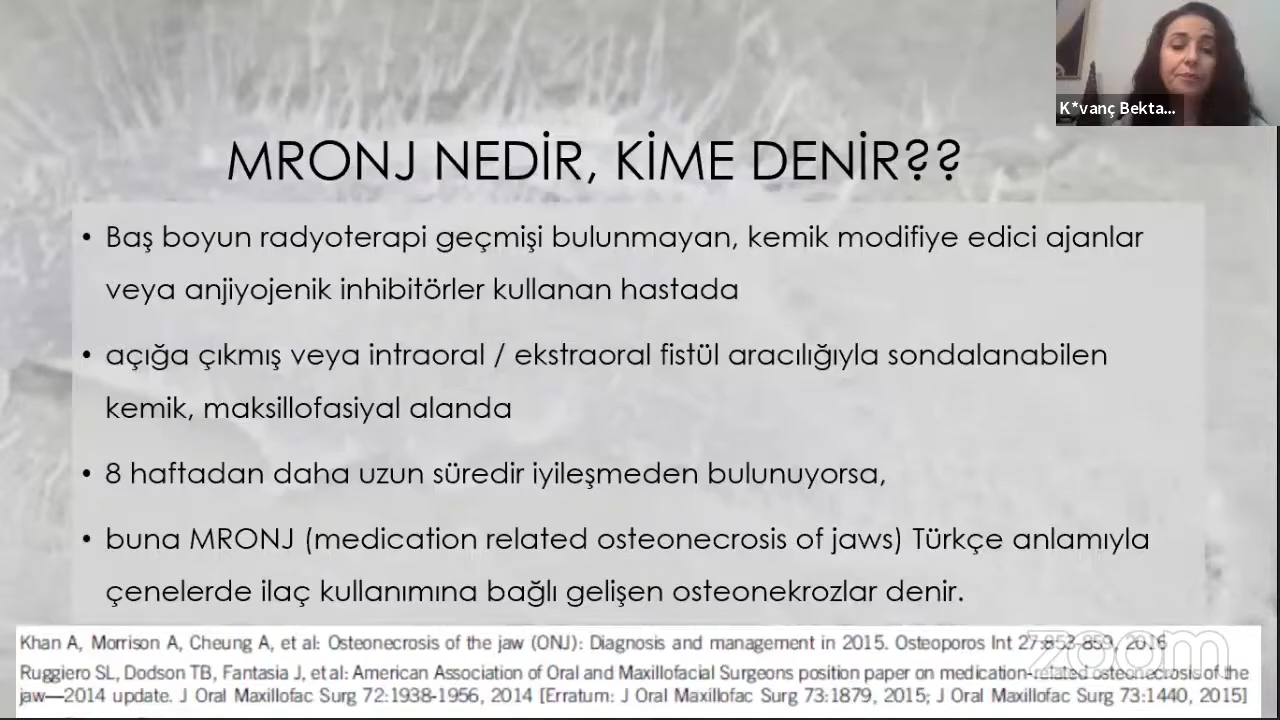 K*vanç Bekta...
MRONJ NEDİR, KİME DENİR??
• Baş boyun radyoterapi geçmişi bulunmayan, kemik modifiye edici ajanlar
veya anjiyojenik inhibitörler kullanan hastada
• açığa çıkmış veya intraoral / ekstraoral fistül aracılığıyla sondalanabilen
kemik, maksillofasiyal alanda
• 8 haftadan daha uzun süredir iyileşmeden bulunuyorsa,
• buna MRONJ (medication related osteonecrosis of jaws) Türkçe anlamıyla
çenelerde ilaç kullanımına bağlı gelişen osteonekrozlar denir.
Khan A, Morrison A, Cheung A, et al: Osteonecrosis of the jaw (ONJ): Diagnosis and management in 2015. Osteoporos Int 27:853-859, 2016
Ruggiero SL, Dodson TB, Fantasia J, et al: American Association of Oral and Maxillofacial Surgeons position paper on medication-related osteonecrosis of the
jaw—2014 update. J Oral Maxillofac Surg 72:1938-1956, 2014 [Erratum: J Oral Maxillofac Surg 73:1879, 2015; J Oral Maxillofac Surg 73:1440, 2015]
zoom